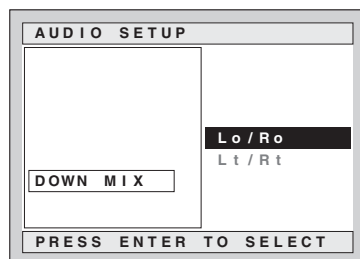 AUDIO SETUP
Lo/Ro
Lt/Rt
DOWN MIX
PRESS ENTER TO SELECT